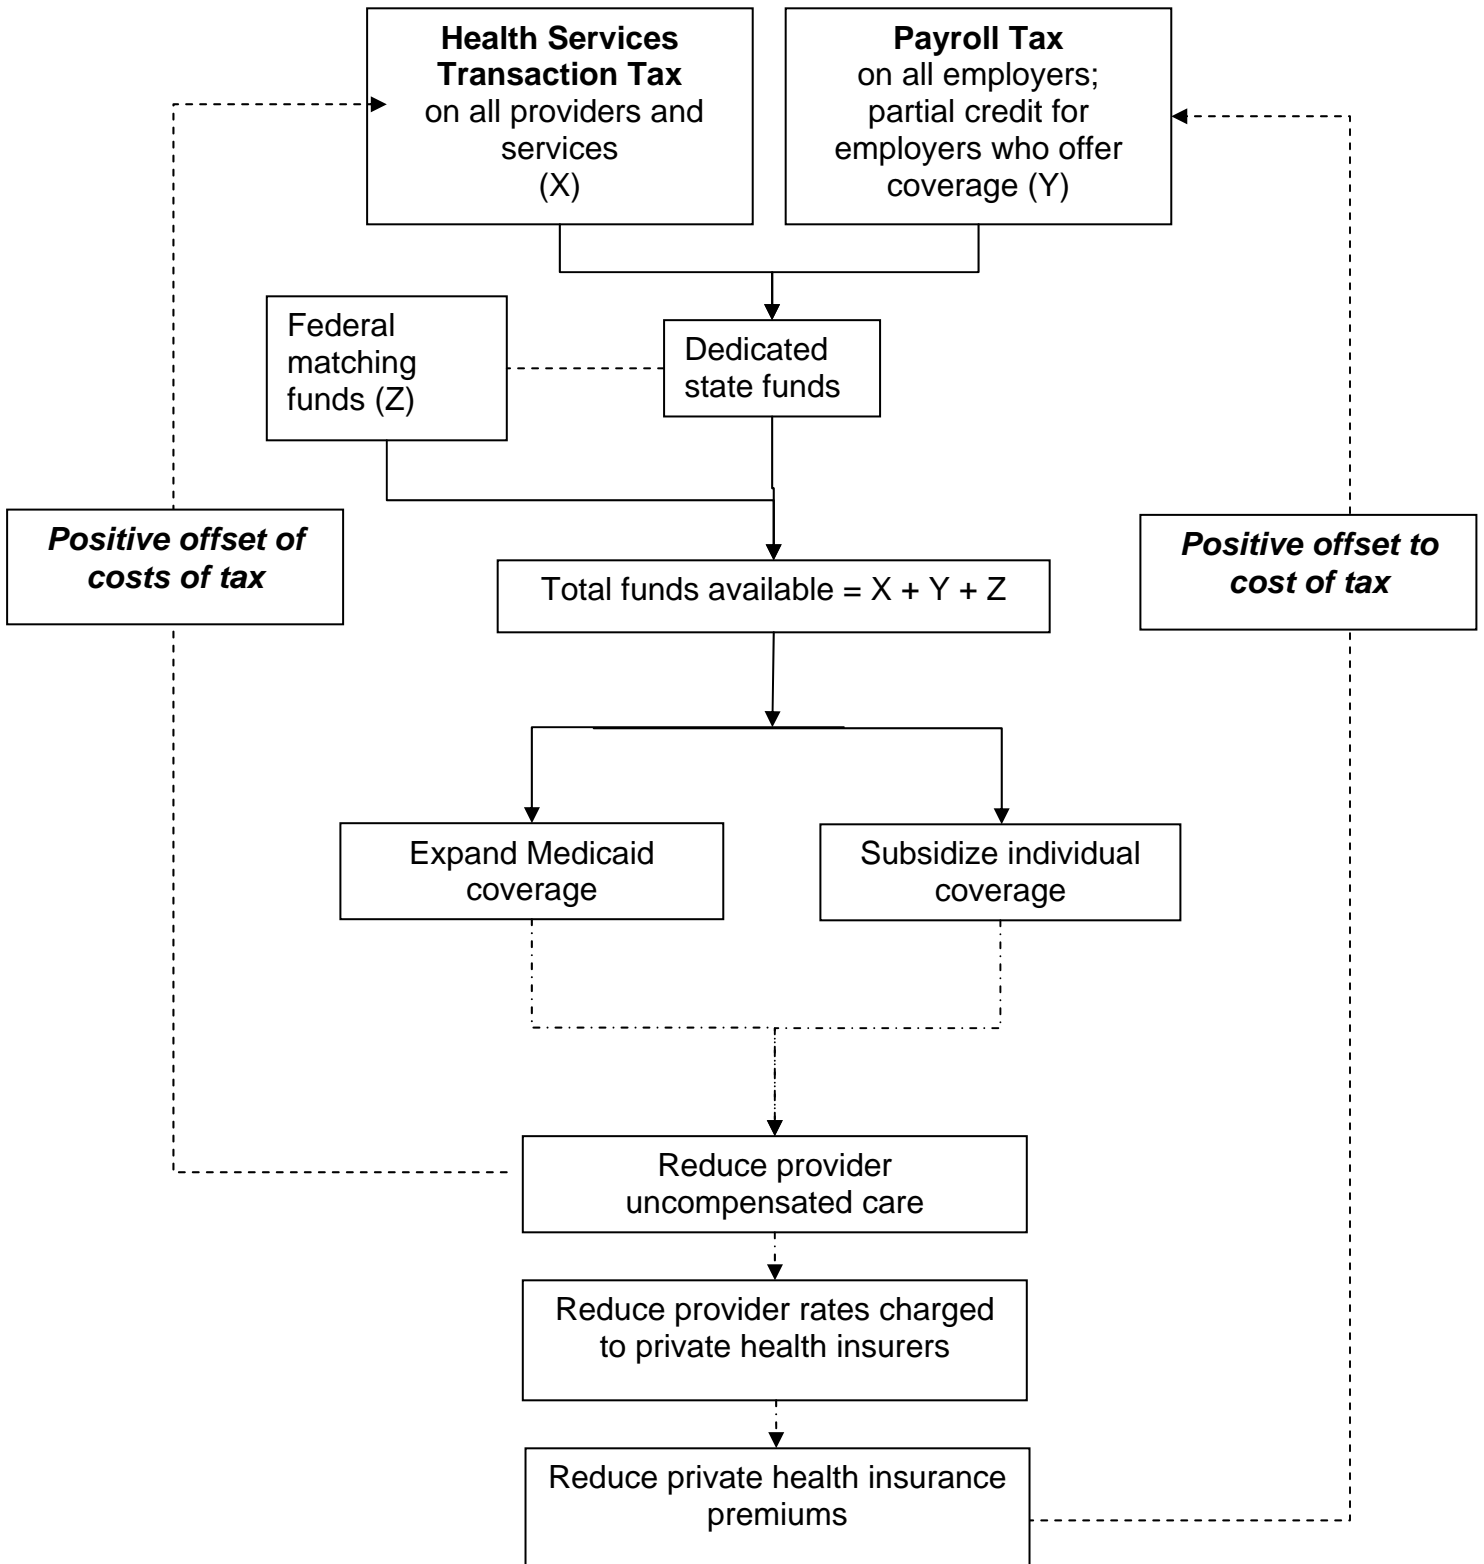 Health Services
Transaction Tax
on all providers and
services
(X)
Payroll Tax
on all employers;
partial credit for
employers who offer
coverage (Y)
Federal
matching
funds (Z)
Dedicated
state funds
Positive offset of
costs of tax
Positive offset to
cost of tax
Total funds available = X + Y + Z
Expand Medicaid
coverage
Subsidize individual
coverage
Reduce provider
uncompensated care
Reduce provider rates charged
to private health insurers
Reduce private health insurance
premiums